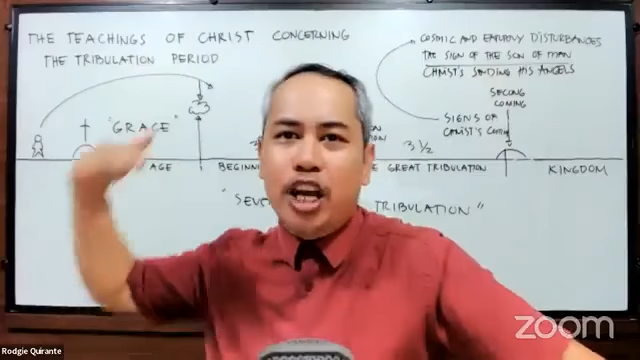 THE TEACHINGS OF CHRIST CONCERNING
THE TRIBULATION PERIOD
COSMIC AND EARTHLY DISTURBANCES
THE SIGN OF THE SON OF MAN
CHRIST'S SENDING HIS ANGELS
SECOND
COMING
"GRACE"
SIGNS OF
CHRIST'S
3 1/2
AGE
GREAT TRIBULATION
KINGDOM
TRIBULATION"
zoom
Rodgie Quirante